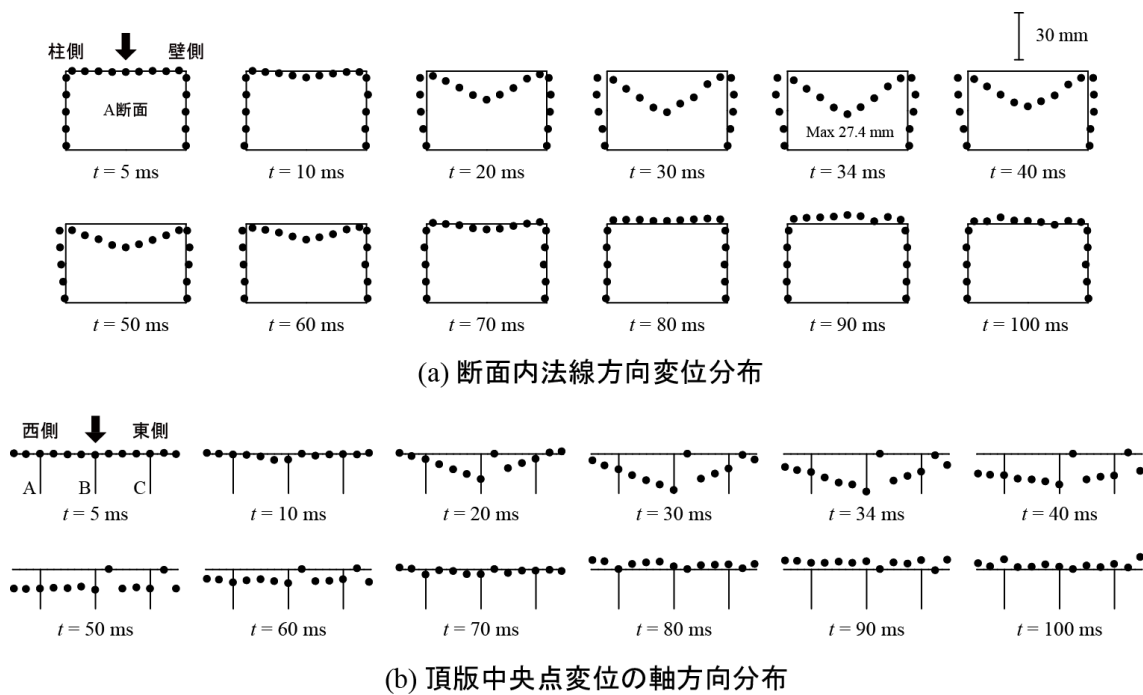 柱側 壁側 30 mm
A断面 Max 27.4 mm
t = 5 ms t = 10 ms t = 20 ms t = 30 ms t = 34 ms t = 40 ms
t = 50 ms t = 60 ms t = 70 ms t = 80 ms t = 90 ms t = 100 ms
(a) 断面内法線方向変位分布
西側 東側
A B C
t = 5 ms t = 10 ms t = 20 ms t = 30 ms t = 34 ms t = 40 ms
t = 50 ms t = 60 ms t = 70 ms t = 80 ms t = 90 ms t = 100 ms
(b) 頂版中央点変位の軸方向分布